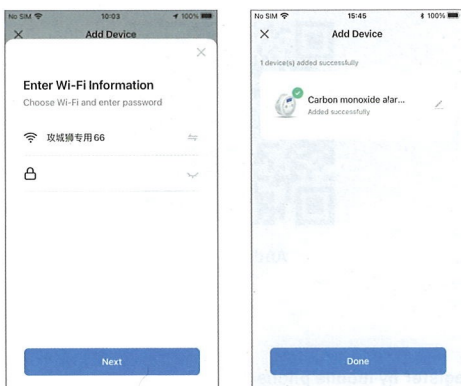 No SIM 10:03 100%
Add Device
Enter Wi-Fi Information
Choose Wi-Fi and enter password
攻城狮专用66
Next
No SIM 15:45 100%
Add Device
1 device(s) added successfully
Carbon monoxide alar...
Added successfully
Done